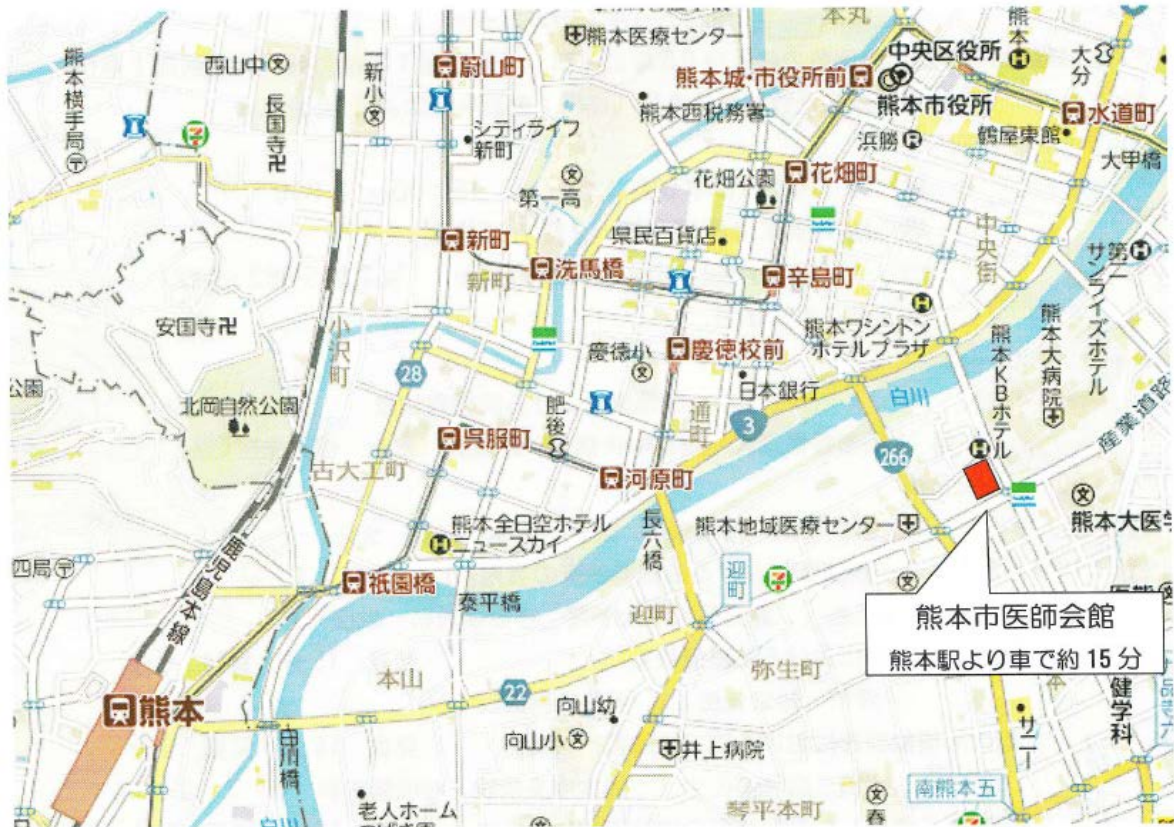 本丸
熊本医療センター
熊本
大分
中央区役所
西山中
一新小
蔚山町
熊本城・市役所前
熊本横手局
長国寺
熊本市役所
水道町
熊本西税務署
シティライフ
新町
浜勝
鶴屋東館
大甲橋
第一高
花畑公園
花畑町
中央街
県民百貨店
新町
新町
洗馬橋
辛島町
第一
サンライズホテル
安国寺
小沢町
慶徳小
慶徳校前
熊本ワシントン
ホテルプラザ
熊本KBホテル
熊本大病院
公園
28
日本銀行
白川
産業道路
北岡自然公園
肥後
通町
3
266
呉服町
古大工町
河原町
熊本全日空ホテル
ニュースカイ
長六橋
熊本地域医療センター
熊本大医学
四局
鹿児島本線
祇園橋
泰平橋
迎町
迎町
熊本市医師会館
熊本駅より車で約 15 分
弥生町
本山
22
熊本
向山幼
向山小
井上病院
サニー
健学科
白川橋
老人ホーム
琴平本町
南熊本五
春
白川
本
FamilyMart